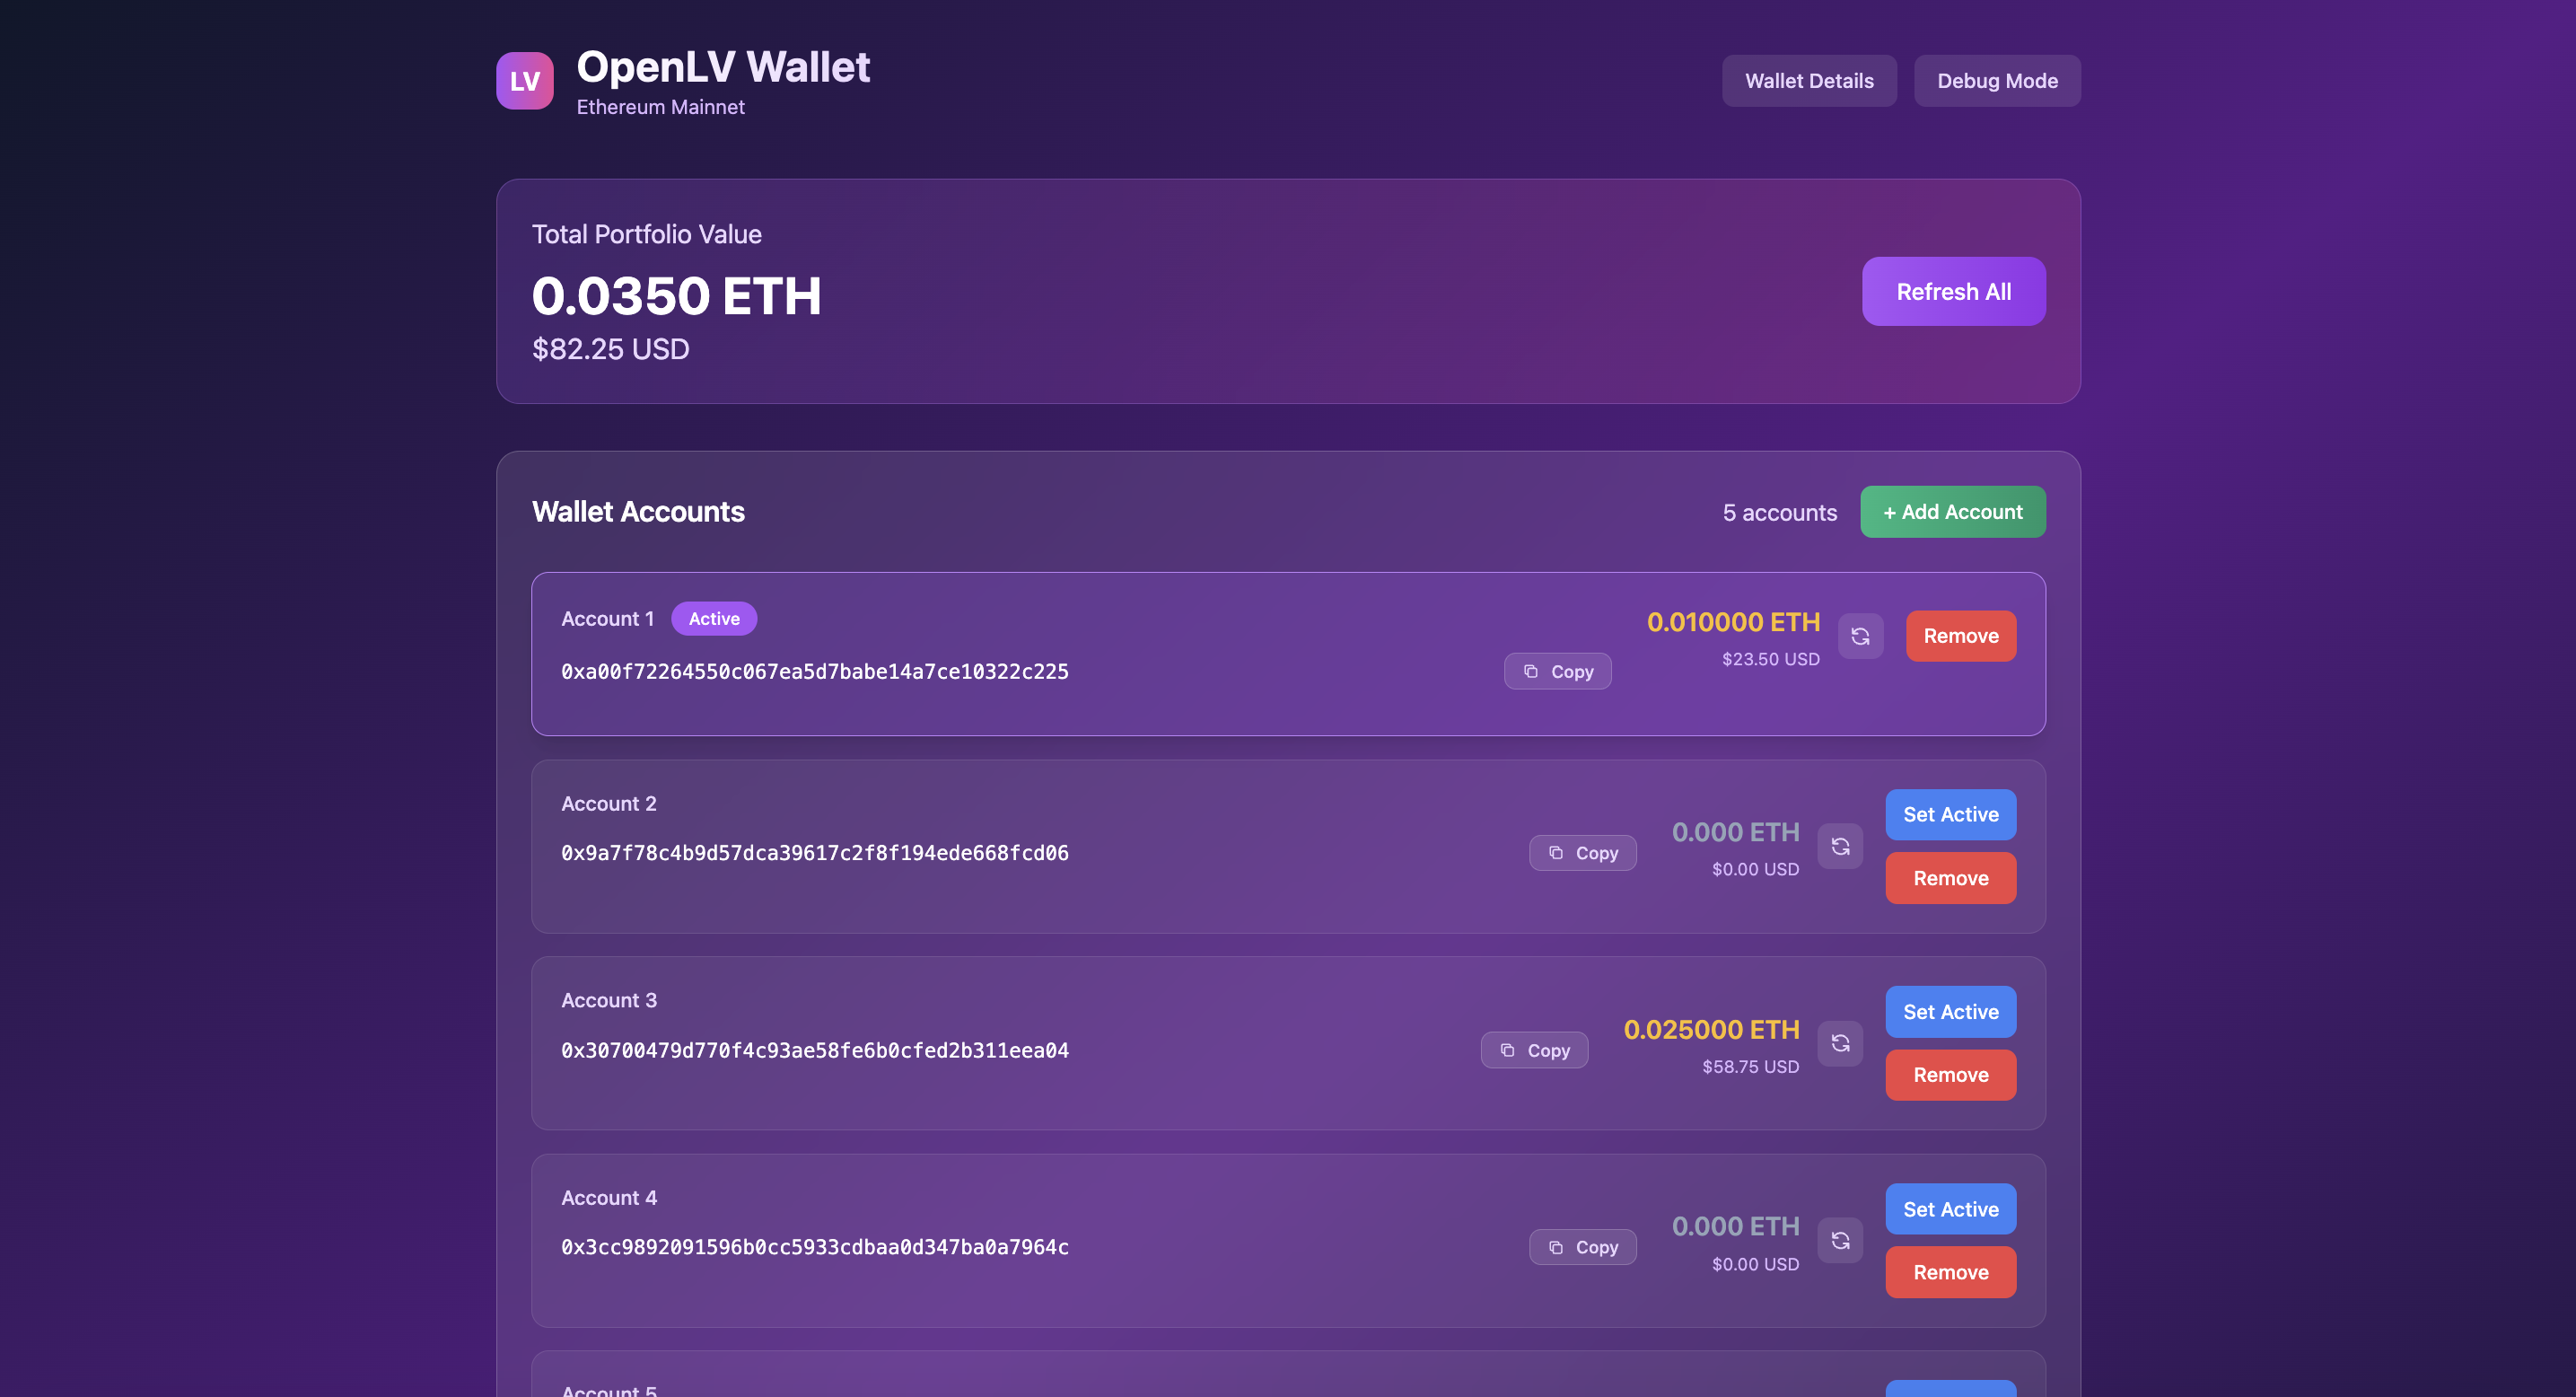 LV
OpenLV Wallet
Ethereum Mainnet
Wallet Details
Debug Mode
Total Portfolio Value
0.0350 ETH
$82.25 USD
Refresh All
Wallet Accounts
5 accounts
+ Add Account
Account 1
Active
0xa00f72264550c067ea5d7babe14a7ce10322c225
Copy
0.010000 ETH
$23.50 USD
Remove
Account 2
0x9a7f78c4b9d57dca39617c2f8f194ede668fcd06
Copy
0.000 ETH
$0.00 USD
Set Active
Remove
Account 3
0x30700479d770f4c93ae58fe6b0cfed2b311eea04
Copy
0.025000 ETH
$58.75 USD
Set Active
Remove
Account 4
0x3cc9892091596b0cc5933cdbaa0d347ba0a7964c
Copy
0.000 ETH
$0.00 USD
Set Active
Remove
Account 5